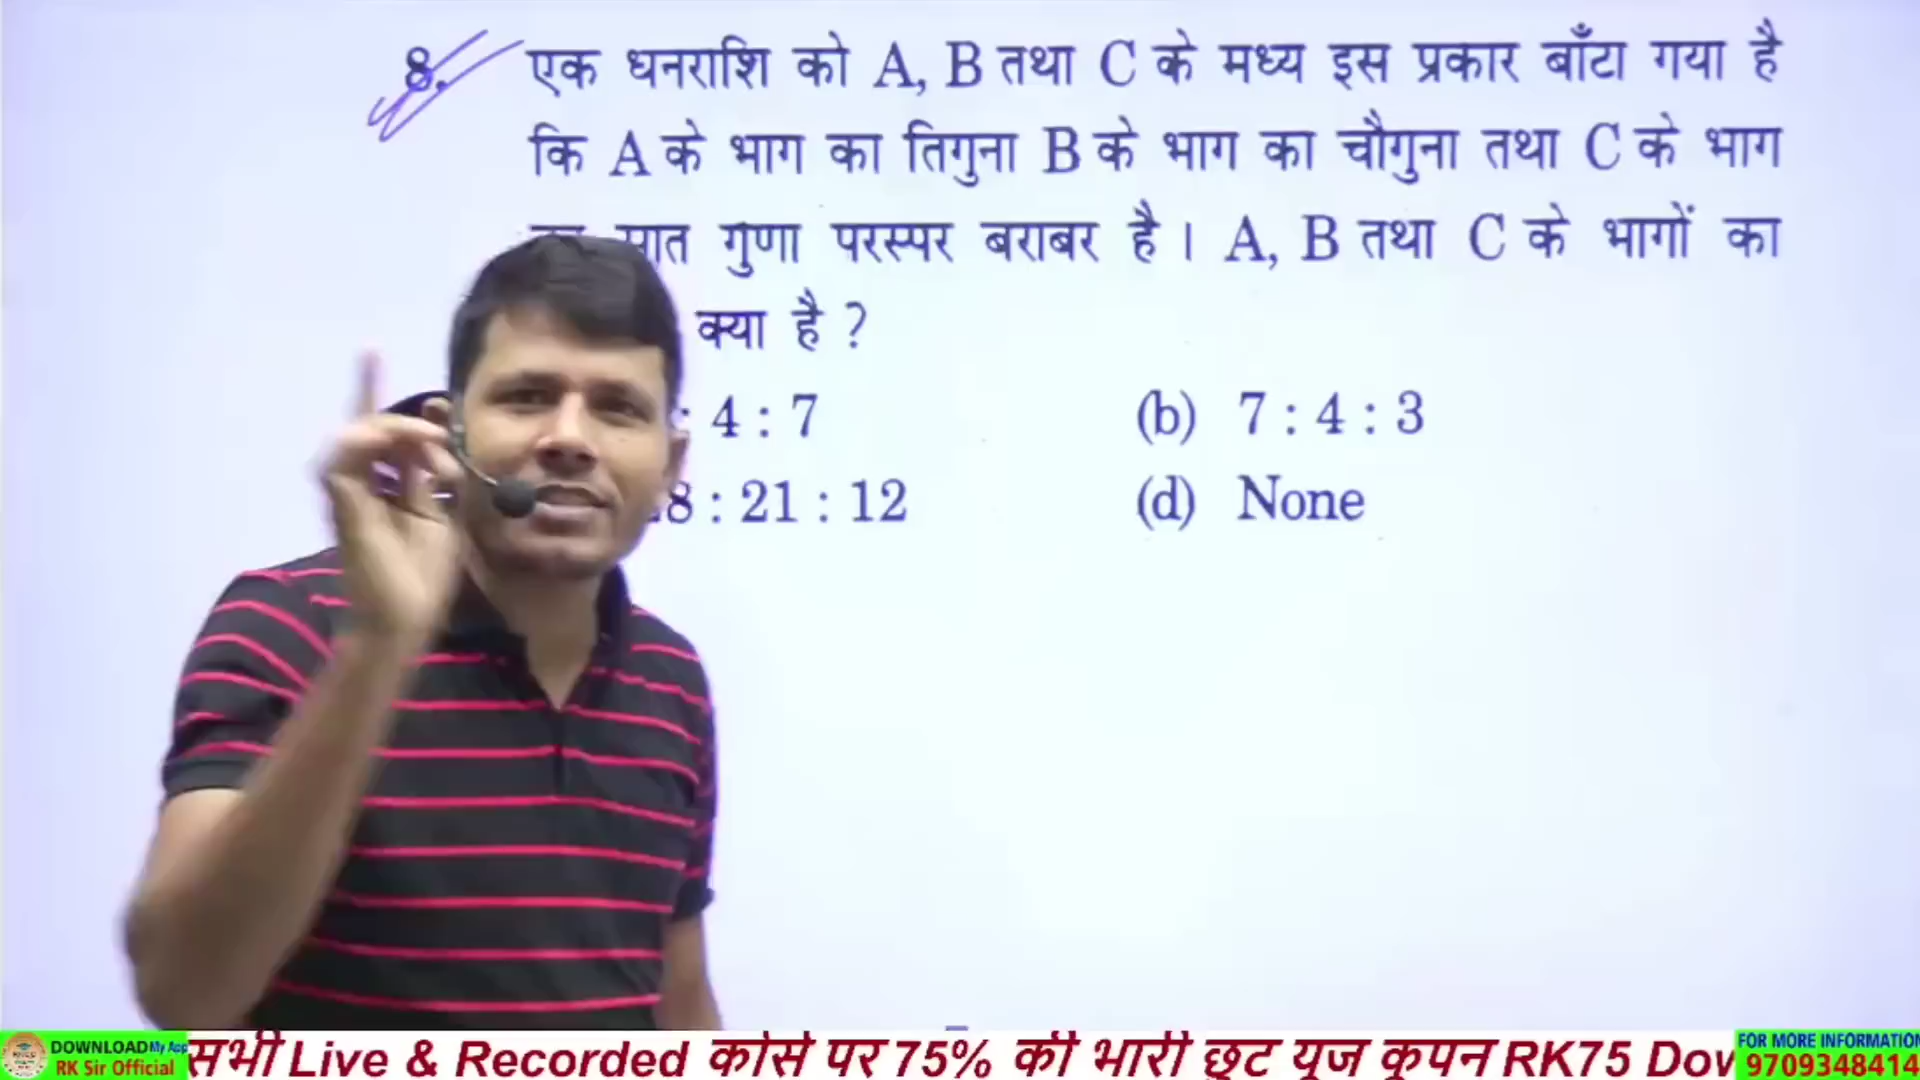 8. एक धनराशि को A, B तथा C के मध्य इस प्रकार बाँटा गया है
कि A के भाग का तिगुना B के भाग का चौगुना तथा C के भाग
सात गुणा परस्पर बराबर है । A, B तथा C के भागों का
क्या है ?
: 4 : 7
(b) 7 : 4 : 3
8 : 21 : 12
(d) None
DOWNLOAD My App
RK Sir Official
सभी Live & Recorded कोर्स पर 75% की भारी छूट यूज कूपन RK75 Dow
FOR MORE INFORMATION
9709348414